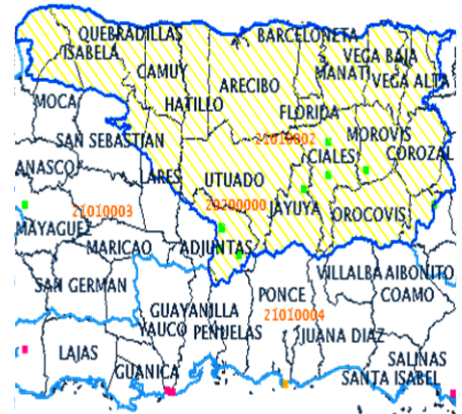 QUEBRADILLAS
BARCELONETA
ISABELA
VEGA BAJA
CAMUY
MANATI
VEGA ALTA
ARECIBO
MOCA
HATILLO
FLORIDA
MOROVIS
SAN SEBASTIAN
21010002
CIALES
COROZAL
ANASCO
LARES
UTUADO
21010003
20200000
JAYUYA
OROCOVIS
MAYAGUEZ
MARICAO
ADJUNTAS
VILLALBA
AIBONITO
SAN GERMAN
PONCE
COAMO
GUAYANILLA
21010004
YAUCO
PENUELAS
JUANA DIAZ
LAJAS
SALINAS
GUANICA
SANTA ISABEL